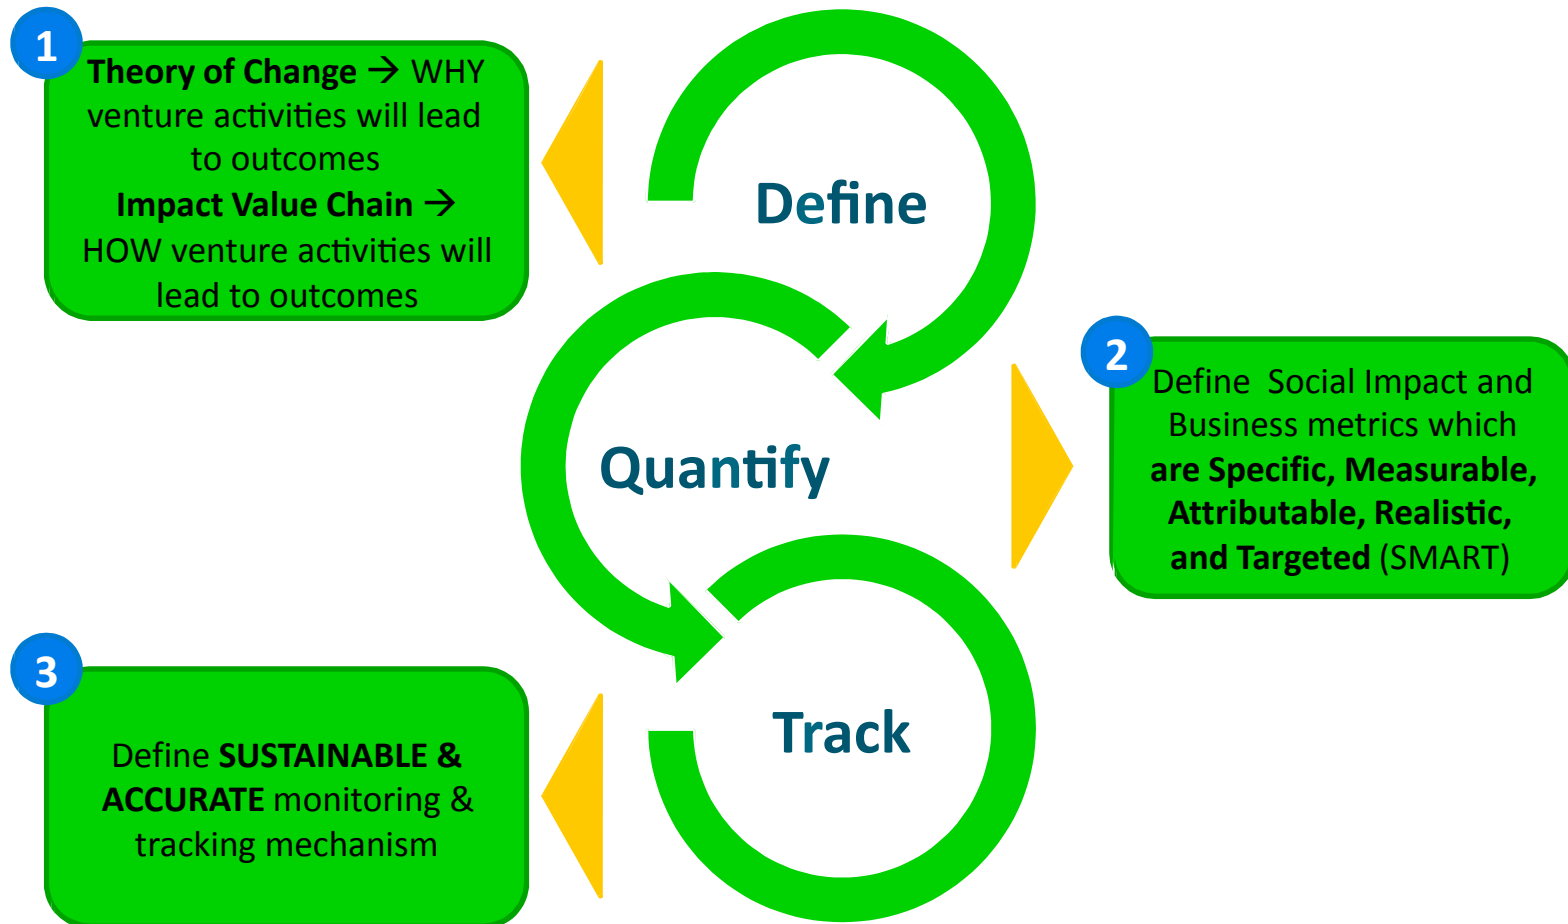 1
Theory of Change → WHY
venture activities will lead
to outcomes
Impact Value Chain →
HOW venture activities will
lead to outcomes
Define
2
Define  Social Impact and
Business metrics which
are Specific, Measurable,
Attributable, Realistic,
and Targeted (SMART)
Quantify
3
Define SUSTAINABLE &
ACCURATE monitoring &
tracking mechanism
Track